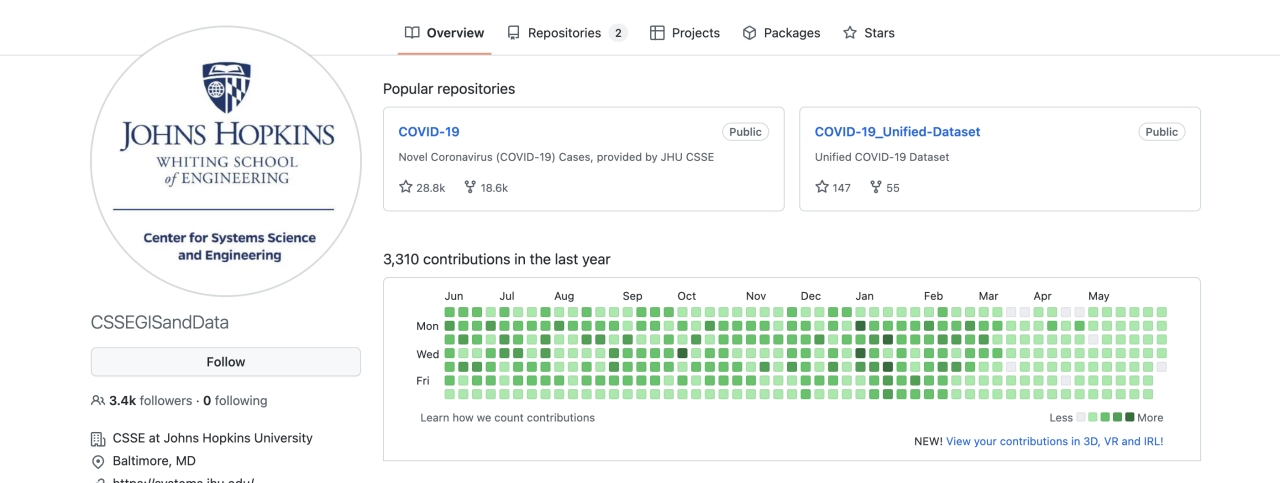 Overview Repositories 2 Projects Packages Stars
JOHNS HOPKINS
WHITING SCHOOL
of ENGINEERING
Center for Systems Science
and Engineering
CSSEGISandData
Follow
3.4k followers · 0 following
CSSE at Johns Hopkins University
Baltimore, MD
https://systems.jhu.edu/
Popular repositories
COVID-19 Public
Novel Coronavirus (COVID-19) Cases, provided by JHU CSSE
28.8k 18.6k
COVID-19_Unified-Dataset Public
Unified COVID-19 Dataset
147 55
3,310 contributions in the last year
Jun Jul Aug Sep Oct Nov Dec Jan Feb Mar Apr May
Mon
Wed
Fri
Learn how we count contributions
Less More
NEW! View your contributions in 3D, VR and IRL!